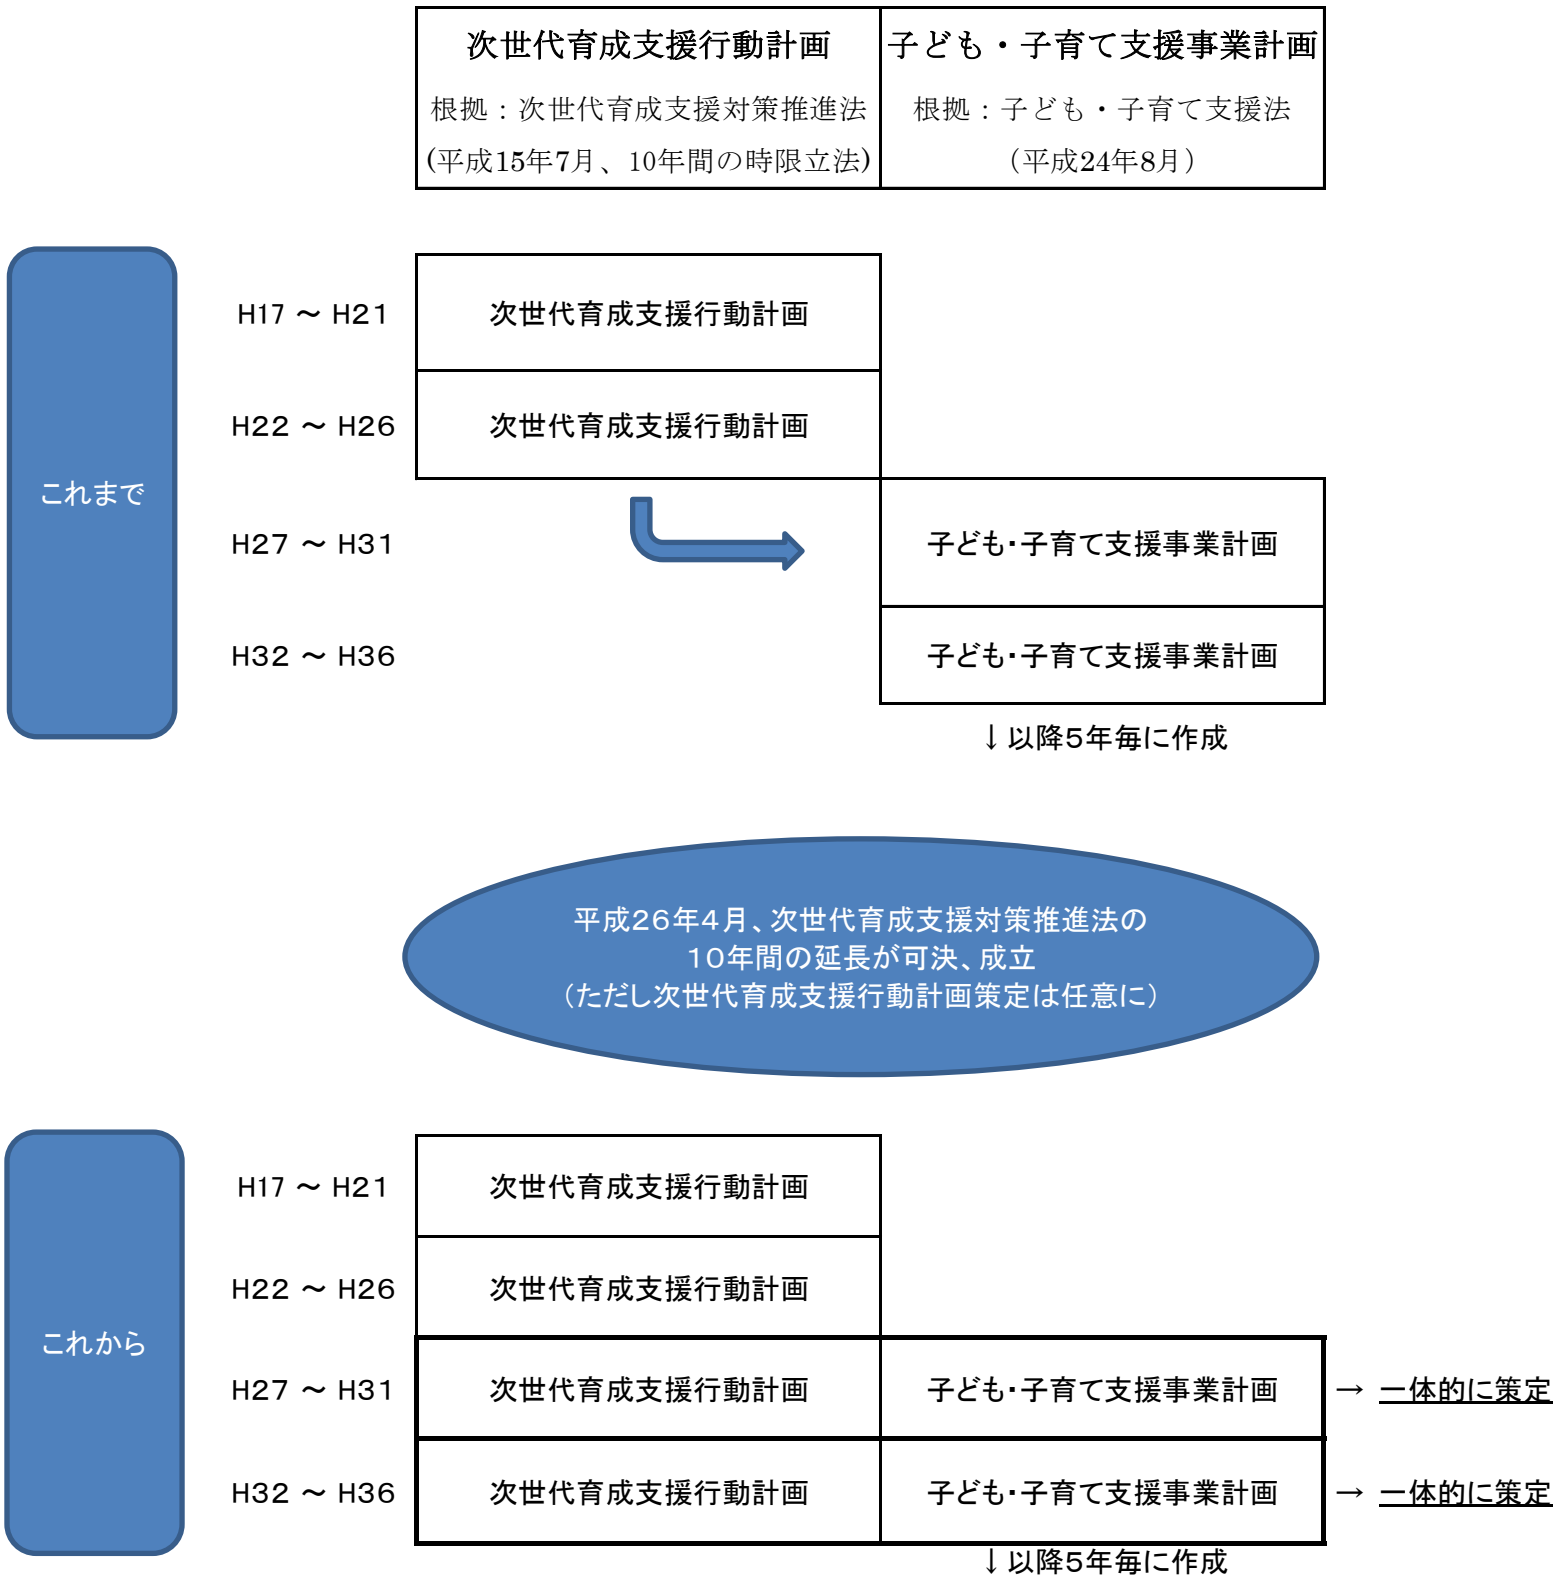 次世代育成支援行動計画
根拠：次世代育成支援対策推進法
(平成15年7月、10年間の時限立法)
子ども・子育て支援事業計画
根拠：子ども・子育て支援法
（平成24年8月）
これまで
H17 ～ H21
次世代育成支援行動計画
H22 ～ H26
次世代育成支援行動計画
H27 ～ H31
子ども・子育て支援事業計画
H32 ～ H36
子ども・子育て支援事業計画
↓以降5年毎に作成
平成26年4月、次世代育成支援対策推進法の
10年間の延長が可決、成立
（ただし次世代育成支援行動計画策定は任意に）
これから
H17 ～ H21
次世代育成支援行動計画
H22 ～ H26
次世代育成支援行動計画
H27 ～ H31
次世代育成支援行動計画
子ども・子育て支援事業計画
→ 一体的に策定
H32 ～ H36
次世代育成支援行動計画
子ども・子育て支援事業計画
→ 一体的に策定
↓以降5年毎に作成